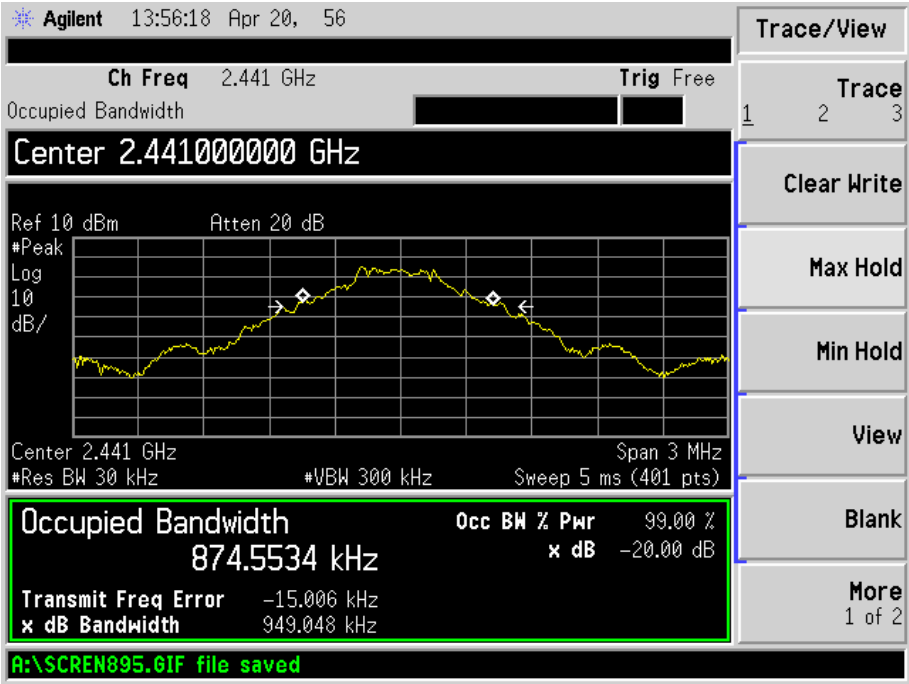 Agilent 13:56:18 Apr 20, 56
Trace/View
Ch Freq 2.441 GHz Trig Free
Occupied Bandwidth
Trace
1 2 3
Center 2.441000000 GHz
Clear Write
Ref 10 dBm Atten 20 dB
#Peak
Log
10
dB/
Max Hold
Min Hold
View
Center 2.441 GHz Span 3 MHz
#Res BW 30 kHz #VBW 300 kHz Sweep 5 ms (401 pts)
Occupied Bandwidth Occ BW % Pwr 99.00 %
874.5534 kHz x dB -20.00 dB
Blank
Transmit Freq Error -15.006 kHz
x dB Bandwidth 949.048 kHz
More
1 of 2
A:\SCREN895.GIF file saved